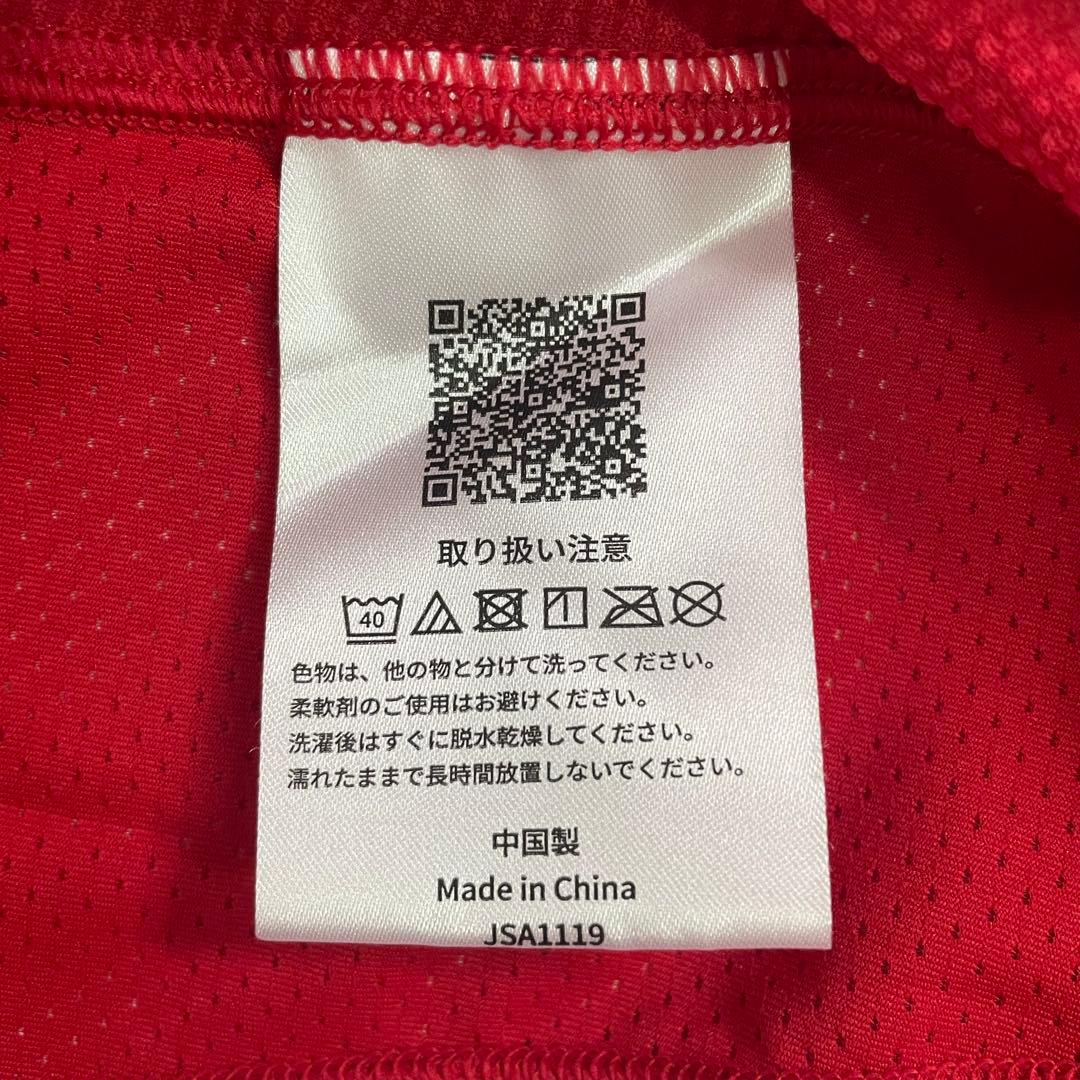 取り扱い注意
40
色物は、他の物と分けて洗ってください。
柔軟剤のご使用はお避けください。
洗濯後はすぐに脱水乾燥してください。
濡れたままで長時間放置しないでください。
中国製
Made in China
JSA1119